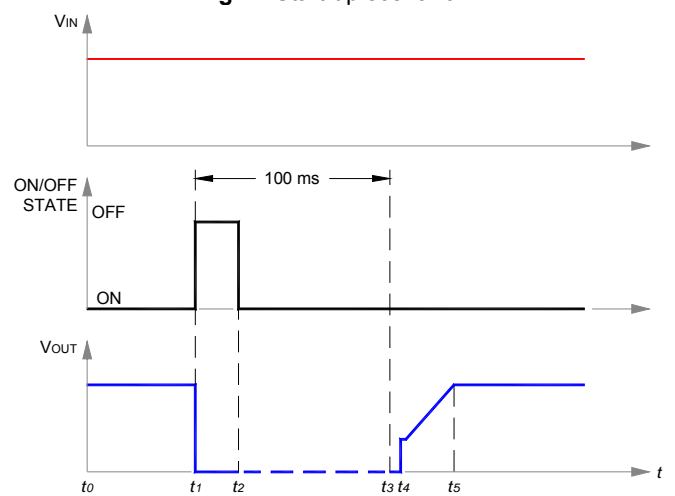 VIN
100 ms
ON/OFF
STATE
OFF
ON
VOUT
t0 t1 t2 t3 t4 t5 t